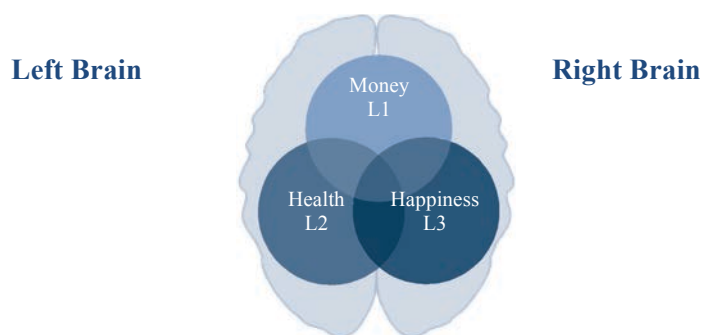 Left Brain
Right Brain
Money
L1
Health
L2
Happiness
L3